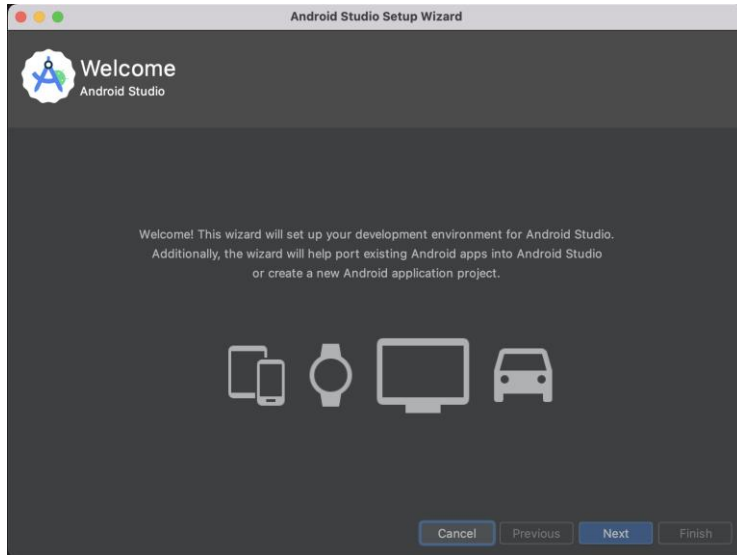 Android Studio Setup Wizard
Welcome
Android Studio
Welcome! This wizard will set up your development environment for Android Studio.
Additionally, the wizard will help port existing Android apps into Android Studio
or create a new Android application project.
Cancel Previous Next Finish